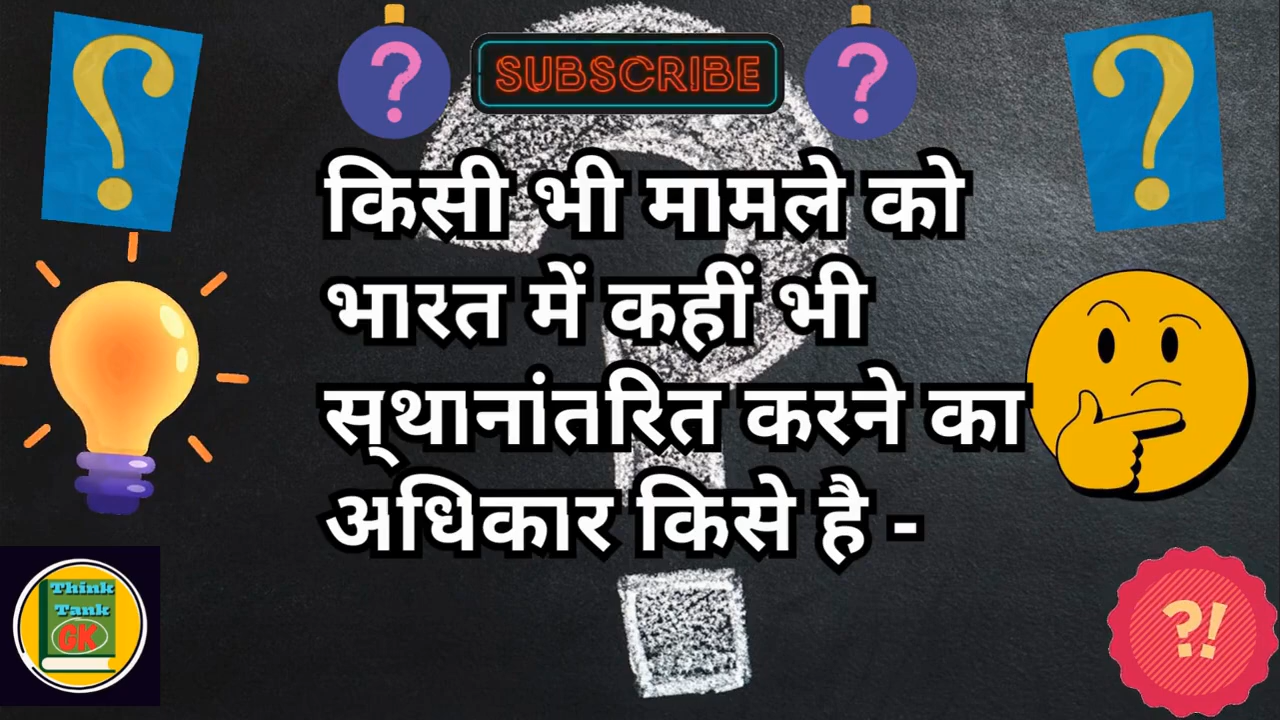 SUBSCRIBE
किसी भी मामले को
भारत में कहीं भी
स्थानांतरित करने का
अधिकार किसे है -
Think
Tank
GK
?!